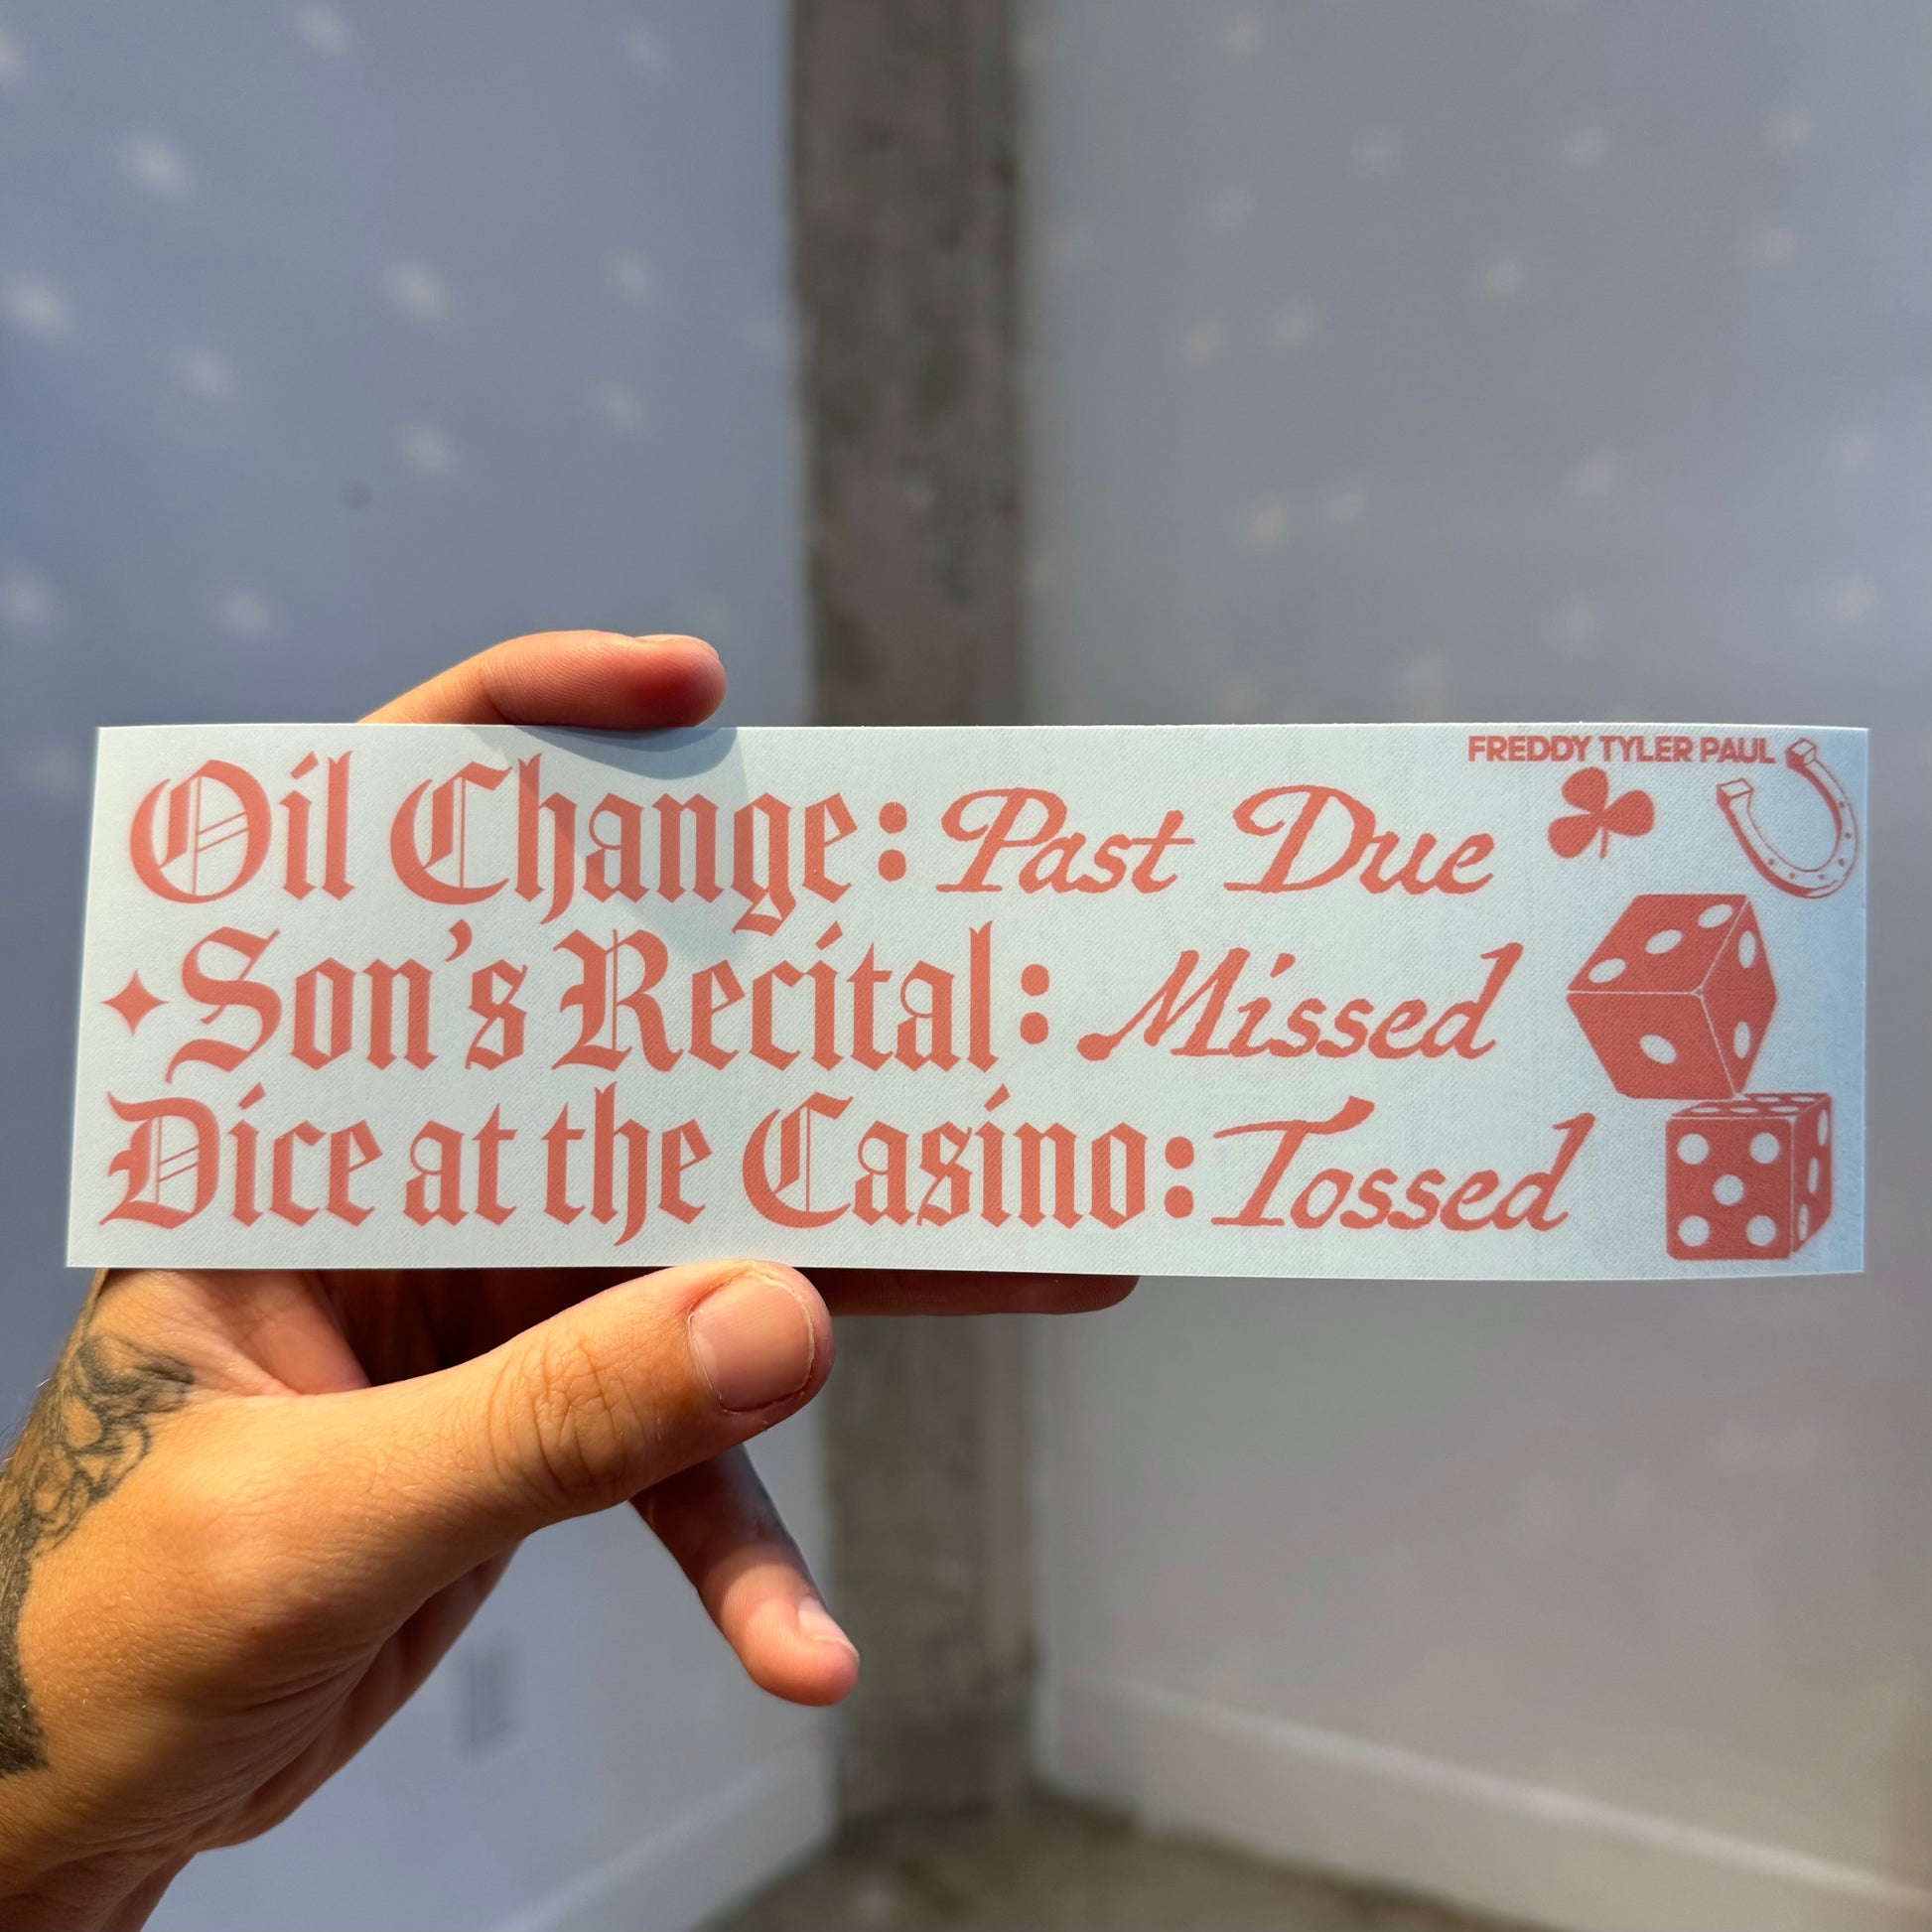 FREDDY TYLER PAUL
Oil Change: Past Due
Son's Recital: Missed
Dice at the Casino: Tossed